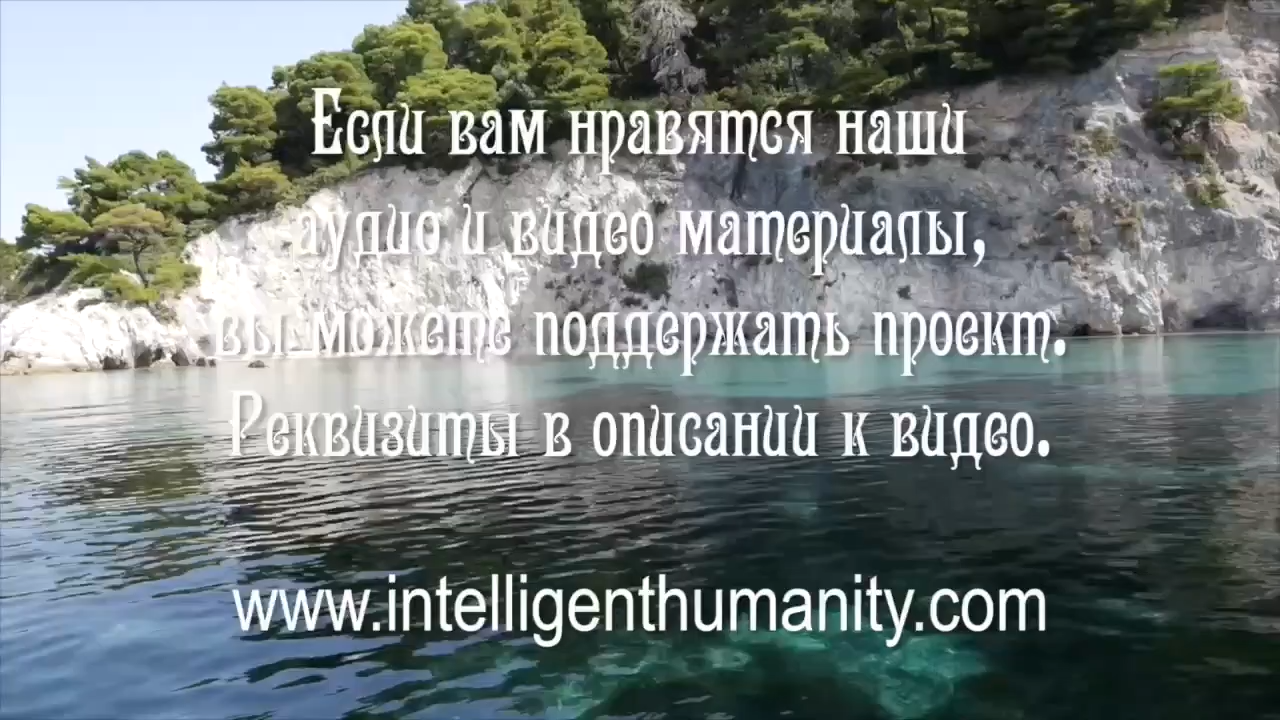 Если вам нравятся наши
аудио и видео материалы,
вы можете поддержать проект.
Реквизиты в описании к видео.
www.intelligenthumanity.com